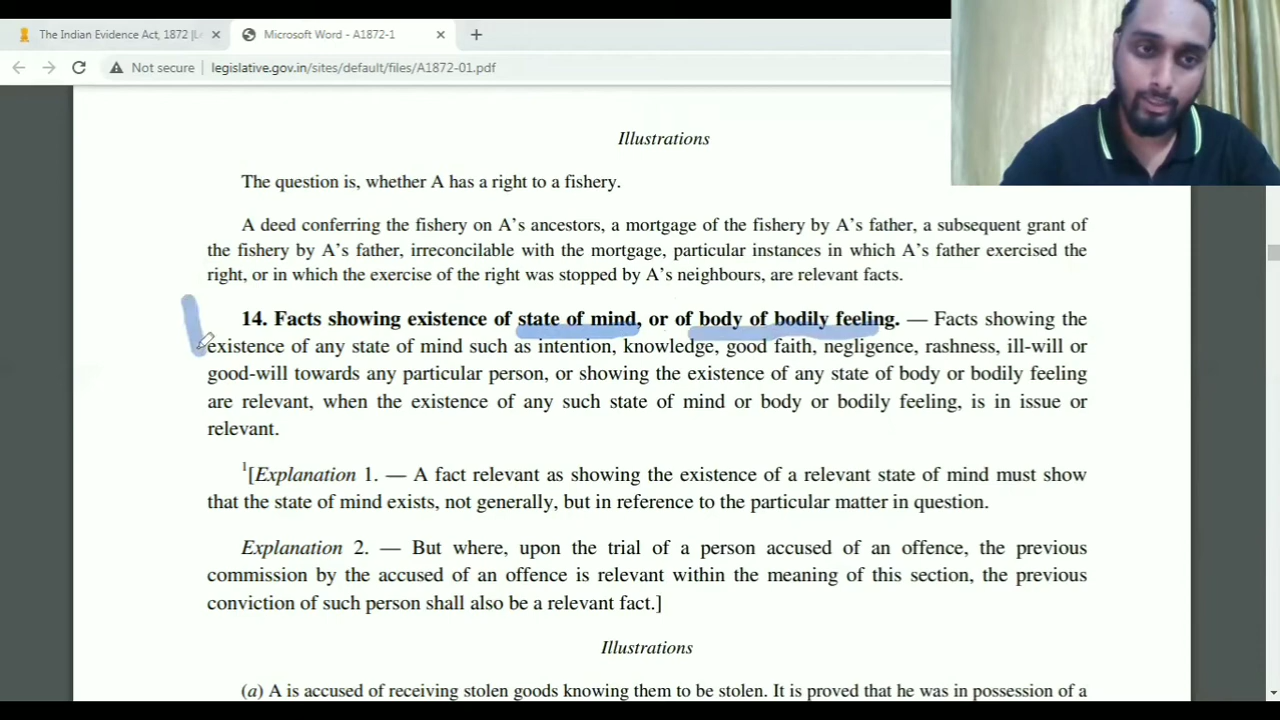 The Indian Evidence Act, 1872 |
Microsoft Word - A1872-1
Not secure | legislative.gov.in/sites/default/files/A1872-01.pdf
Illustrations
The question is, whether A has a right to a fishery.
A deed conferring the fishery on A’s ancestors, a mortgage of the fishery by A’s father, a subsequent grant of
the fishery by A’s father, irreconcilable with the mortgage, particular instances in which A’s father exercised the
right, or in which the exercise of the right was stopped by A’s neighbours, are relevant facts.
14. Facts showing existence of state of mind, or of body of bodily feeling. — Facts showing the
existence of any state of mind such as intention, knowledge, good faith, negligence, rashness, ill-will or
good-will towards any particular person, or showing the existence of any state of body or bodily feeling
are relevant, when the existence of any such state of mind or body or bodily feeling, is in issue or
relevant.
1[Explanation 1. — A fact relevant as showing the existence of a relevant state of mind must show
that the state of mind exists, not generally, but in reference to the particular matter in question.
Explanation 2. — But where, upon the trial of a person accused of an offence, the previous
commission by the accused of an offence is relevant within the meaning of this section, the previous
conviction of such person shall also be a relevant fact.]
Illustrations
(a) A is accused of receiving stolen goods knowing them to be stolen. It is proved that he was in possession of a